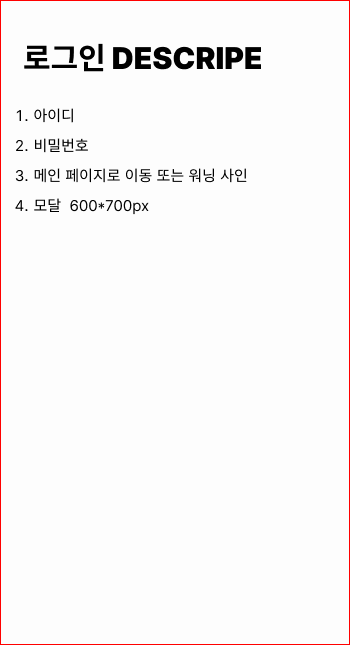 로그인 DESCRIPE
1. 아이디
2. 비밀번호
3. 메인 페이지로 이동 또는 워닝 사인
4. 모달  600*700px